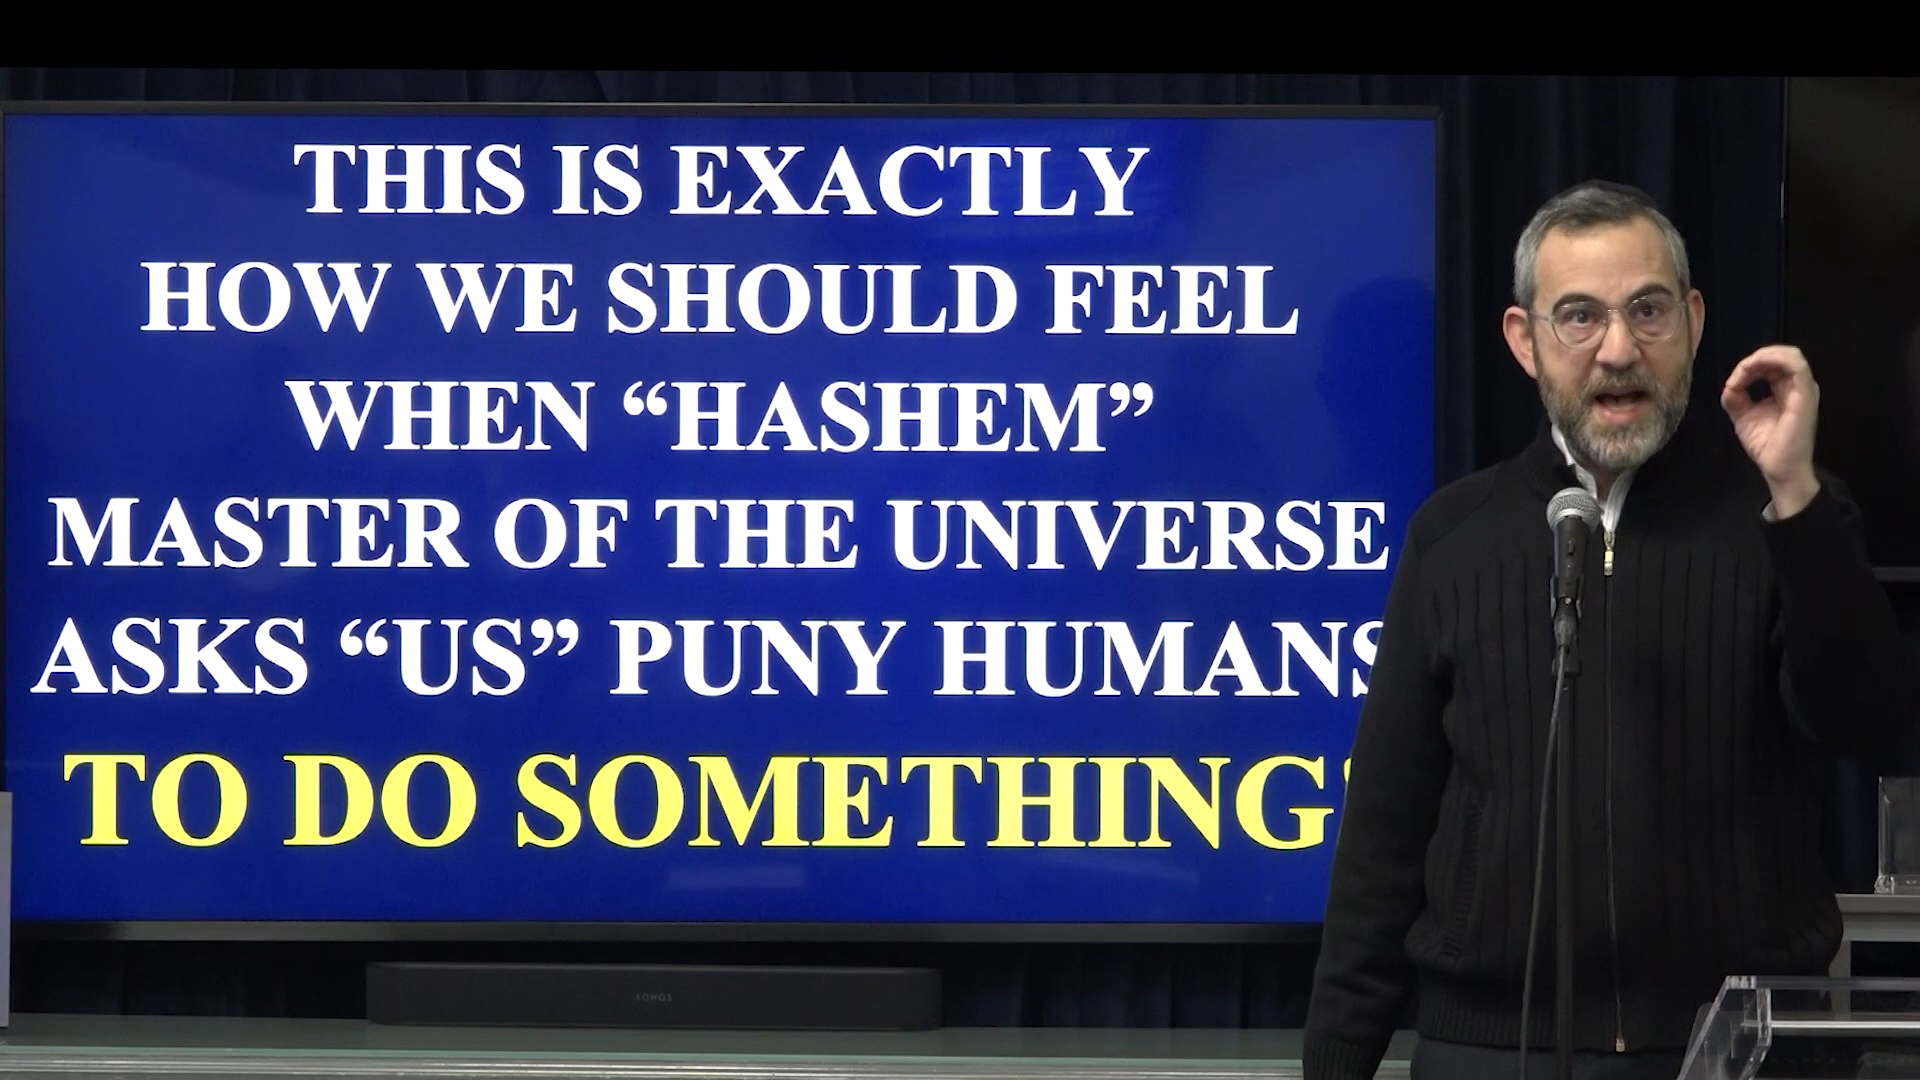 THIS IS EXACTLY
HOW WE SHOULD FEEL
WHEN “HASHEM”
MASTER OF THE UNIVERSE
ASKS “US” PUNY HUMANS
TO DO SOMETHING
SONOS